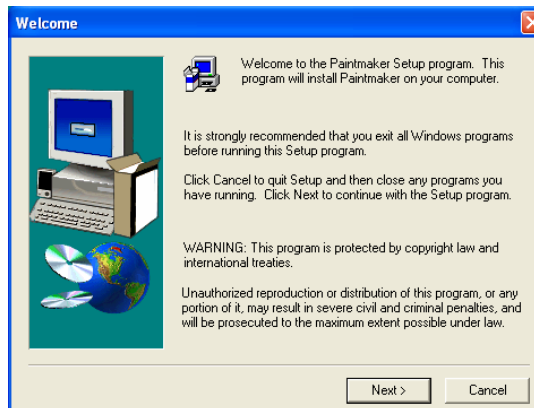 Welcome
Welcome to the Paintmaker Setup program. This
program will install Paintmaker on your computer.
It is strongly recommended that you exit all Windows programs
before running this Setup program.
Click Cancel to quit Setup and then close any programs you
have running. Click Next to continue with the Setup program.
WARNING: This program is protected by copyright law and
international treaties.
Unauthorized reproduction or distribution of this program, or any
portion of it, may result in severe civil and criminal penalties, and
will be prosecuted to the maximum extent possible under law.
Next >
Cancel